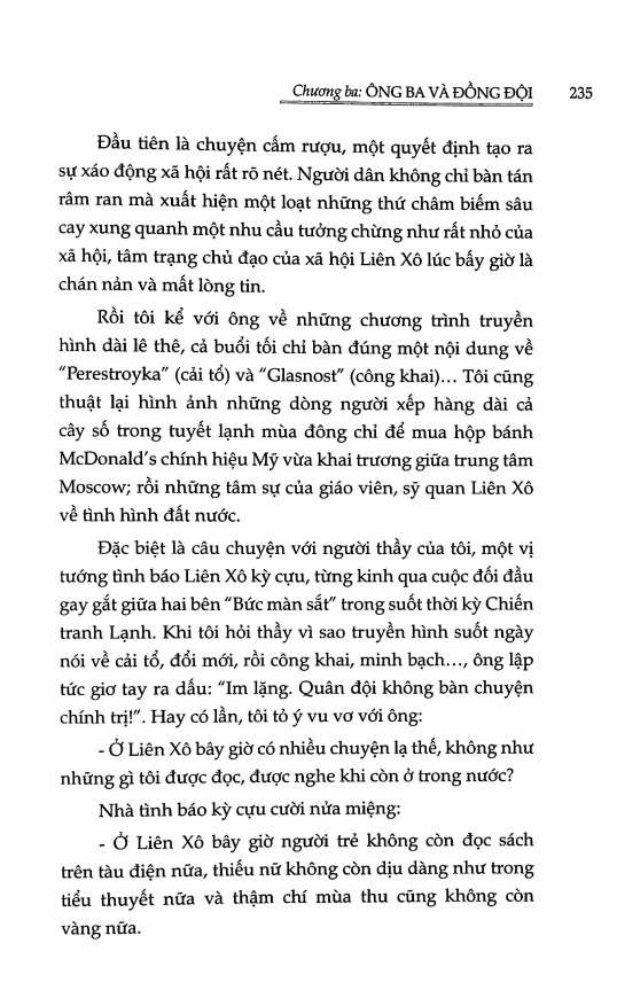 Chương ba: ÔNG BA VÀ ĐỒNG ĐỘI 235
Đầu tiên là chuyện cấm rượu, một quyết định tạo ra
sự xáo động xã hội rất rõ nét. Người dân không chỉ bàn tán
râm ran mà xuất hiện một loạt những thứ châm biếm sâu
cay xung quanh một nhu cầu tưởng chừng như rất nhỏ của
xã hội, tâm trạng chủ đạo của xã hội Liên Xô lúc bấy giờ là
chán nản và mất lòng tin.
Rồi tôi kể với ông về những chương trình truyền
hình dài lê thê, cả buổi tối chỉ bàn đúng một nội dung về
"Perestroyka" (cải tổ) và "Glasnost" (công khai)... Tôi cũng
thuật lại hình ảnh những dòng người xếp hàng dài cả
cây số trong tuyết lạnh mùa đông chỉ để mua hộp bánh
McDonald's chính hiệu Mỹ vừa khai trương giữa trung tâm
Moscow; rồi những tâm sự của giáo viên, sỹ quan Liên Xô
về tình hình đất nước.
Đặc biệt là câu chuyện với người thầy của tôi, một vị
tướng tình báo Liên Xô kỳ cựu, từng kinh qua cuộc đối đầu
gay gắt giữa hai bên "Bức màn sắt" trong suốt thời kỳ Chiến
tranh Lạnh. Khi tôi hỏi thầy vì sao truyền hình suốt ngày
nói về cải tổ, đổi mới, rồi công khai, minh bạch..., ông lập
tức giơ tay ra dấu: "Im lặng. Quân đội không bàn chuyện
chính trị!". Hay có lần, tôi tỏ ý vu vơ với ông:
- Ở Liên Xô bây giờ có nhiều chuyện lạ thế, không như
những gì tôi được đọc, được nghe khi còn ở trong nước?
Nhà tình báo kỳ cựu cười nửa miệng:
- Ở Liên Xô bây giờ người trẻ không còn đọc sách
trên tàu điện nữa, thiếu nữ không còn dịu dàng như trong
tiểu thuyết nữa và thậm chí mùa thu cũng không còn
vàng nữa.